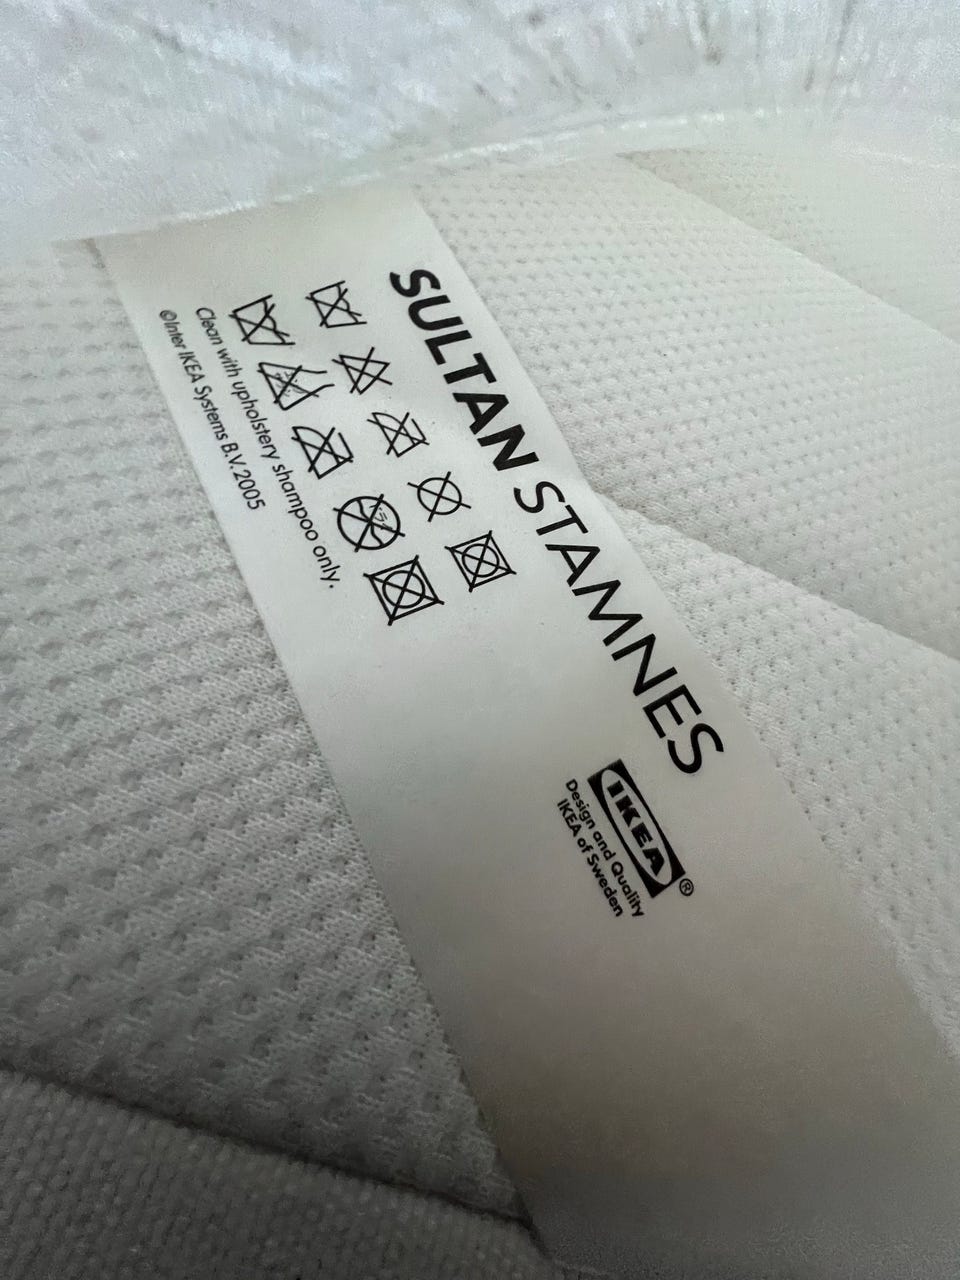 SULTAN STAMNES
Clean with upholstery shampoo only.
©Inter IKEA Systems B.V. 2005
IKEA®
Design and Quality
IKEA of Sweden